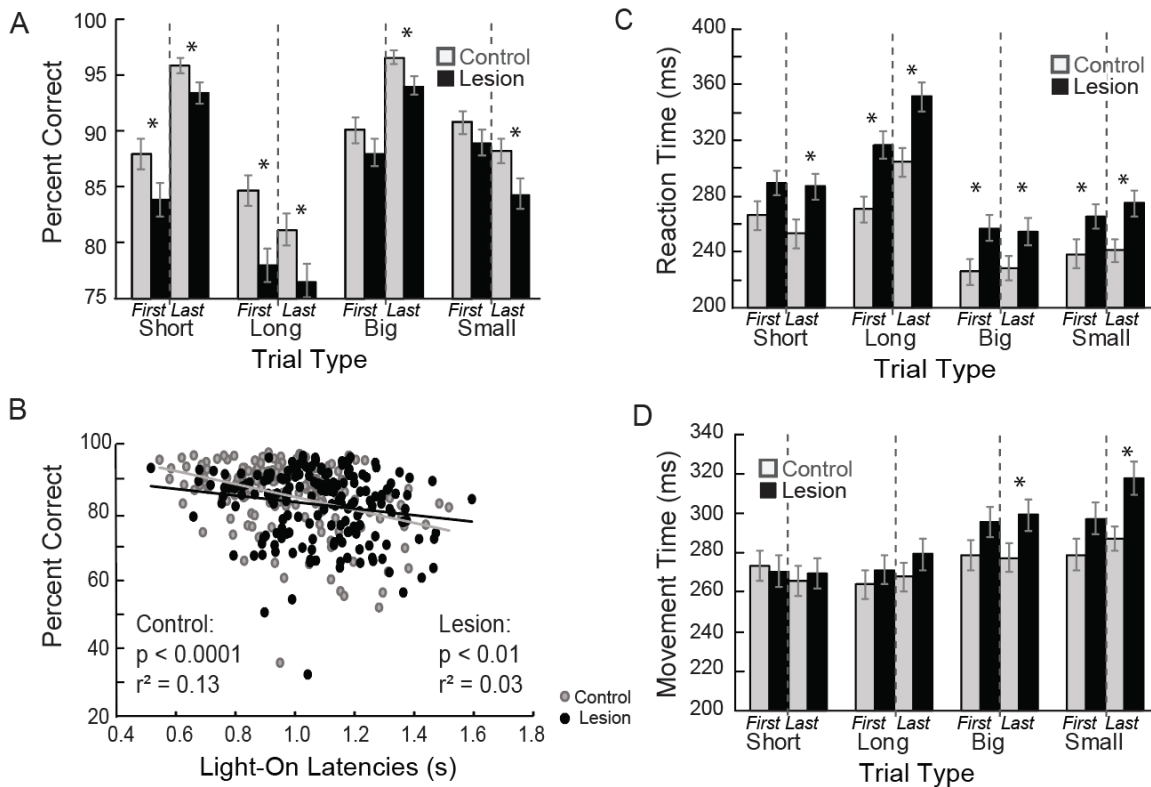 A
Percent Correct
100
95
90
85
80
75
* * * * * *
Control
Lesion
First Last First Last First Last First Last
Short Long Big Small
Trial Type
B
Percent Correct
100
80
60
40
20
Control:
p < 0.0001
r² = 0.13
Lesion:
p < 0.01
r² = 0.03
Control
Lesion
0.4 0.6 0.8 1.0 1.2 1.4 1.6 1.8
Light-On Latencies (s)
C
Reaction Time (ms)
400
360
320
280
240
200
* * * * * * *
Control
Lesion
First Last First Last First Last First Last
Short Long Big Small
Trial Type
D
Movement Time (ms)
340
320
300
280
260
240
220
200
* *
Control
Lesion
First Last First Last First Last First Last
Short Long Big Small
Trial Type